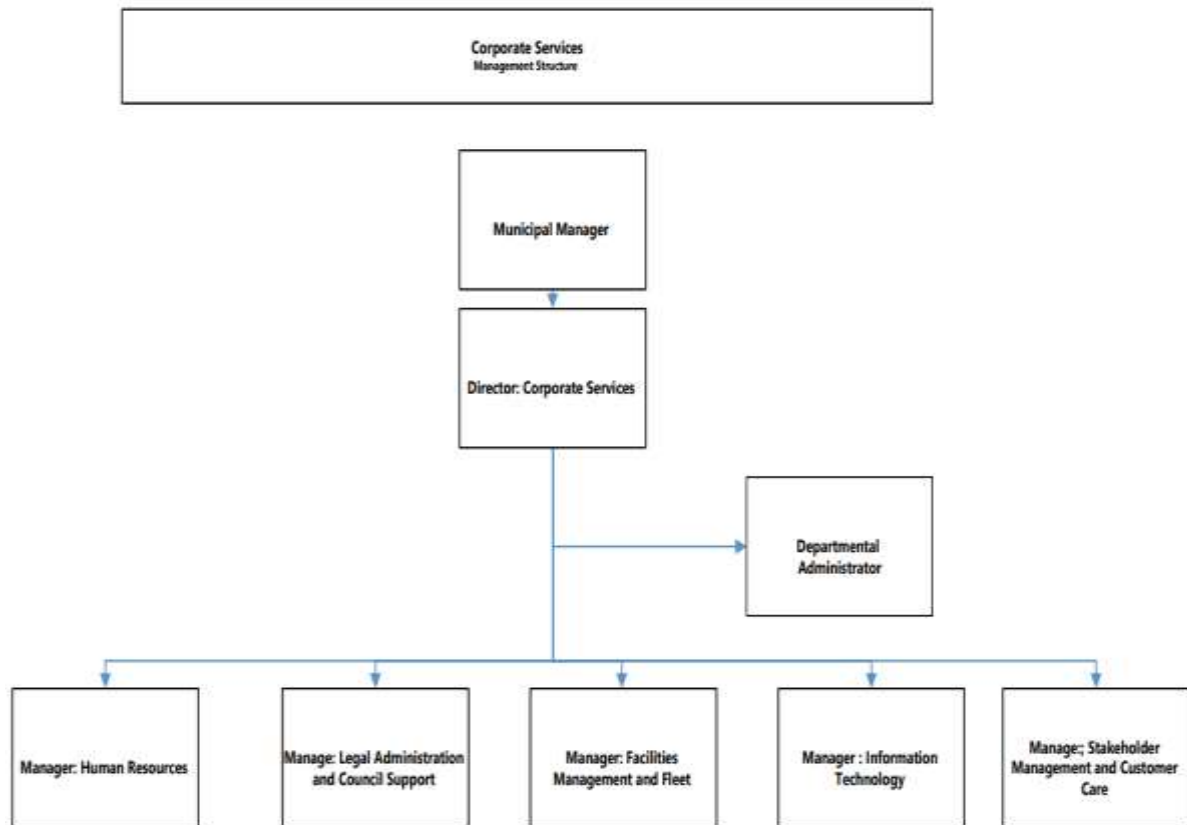 Corporate Services
Management Structure
Municipal Manager
Director: Corporate Services
Departmental
Administrator
Manager: Human Resources
Manage: Legal Administration
and Council Support
Manager: Facilities
Management and Fleet
Manager : Information
Technology
Manage:; Stakeholder
Management and Customer
Care